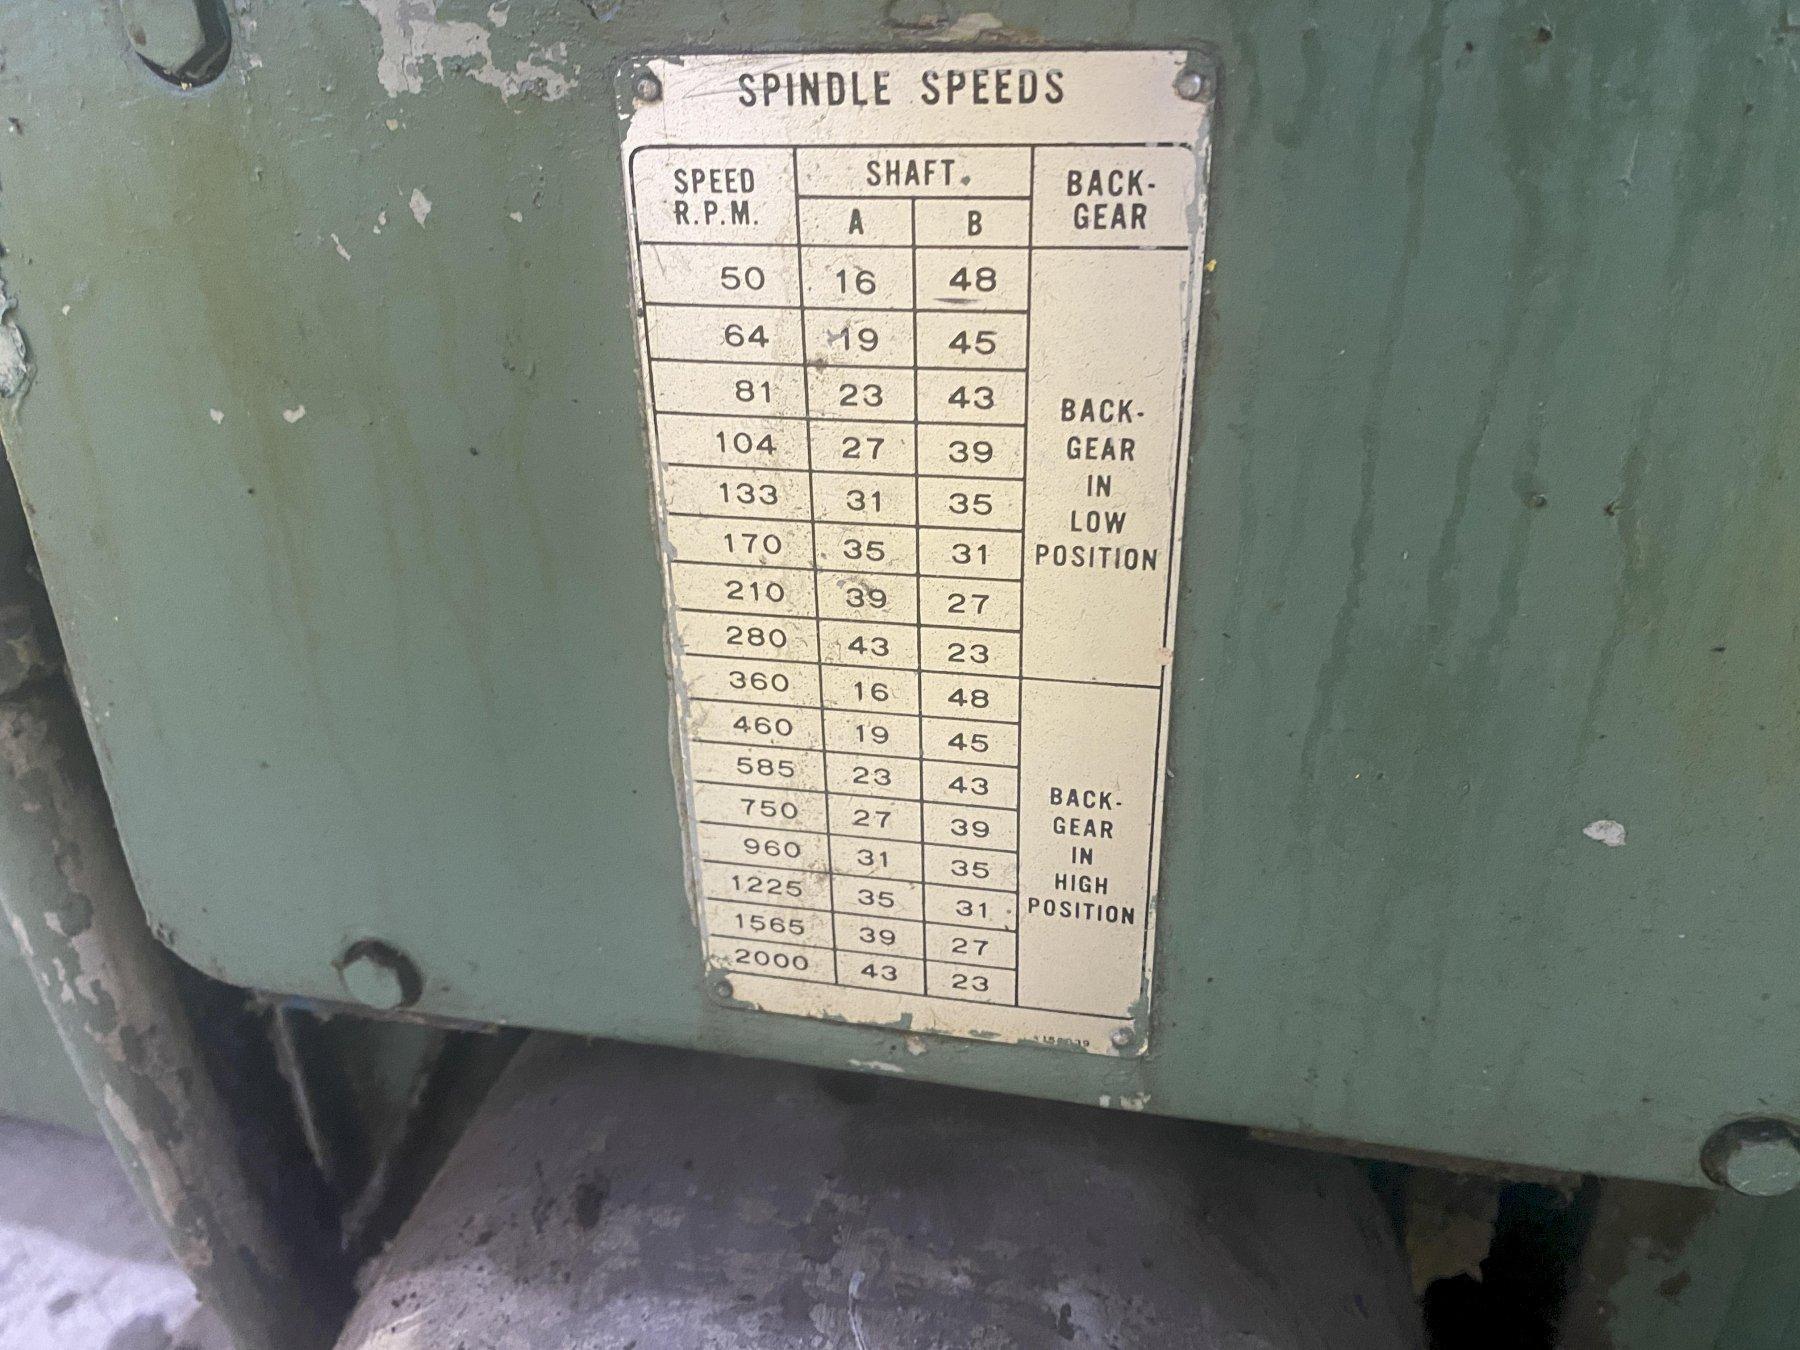 SPINDLE SPEEDS
SPEED R.P.M. SHAFT. BACK-GEAR
A B
50 16 48
64 19 45
81 23 43
104 27 39
133 31 35
170 35 31
210 39 27
280 43 23
BACK-
GEAR
IN
LOW
POSITION
360 16 48
460 19 45
585 23 43
750 27 39
960 31 35
1225 35 31
1565 39 27
2000 43 23
BACK-
GEAR
IN
HIGH
POSITION